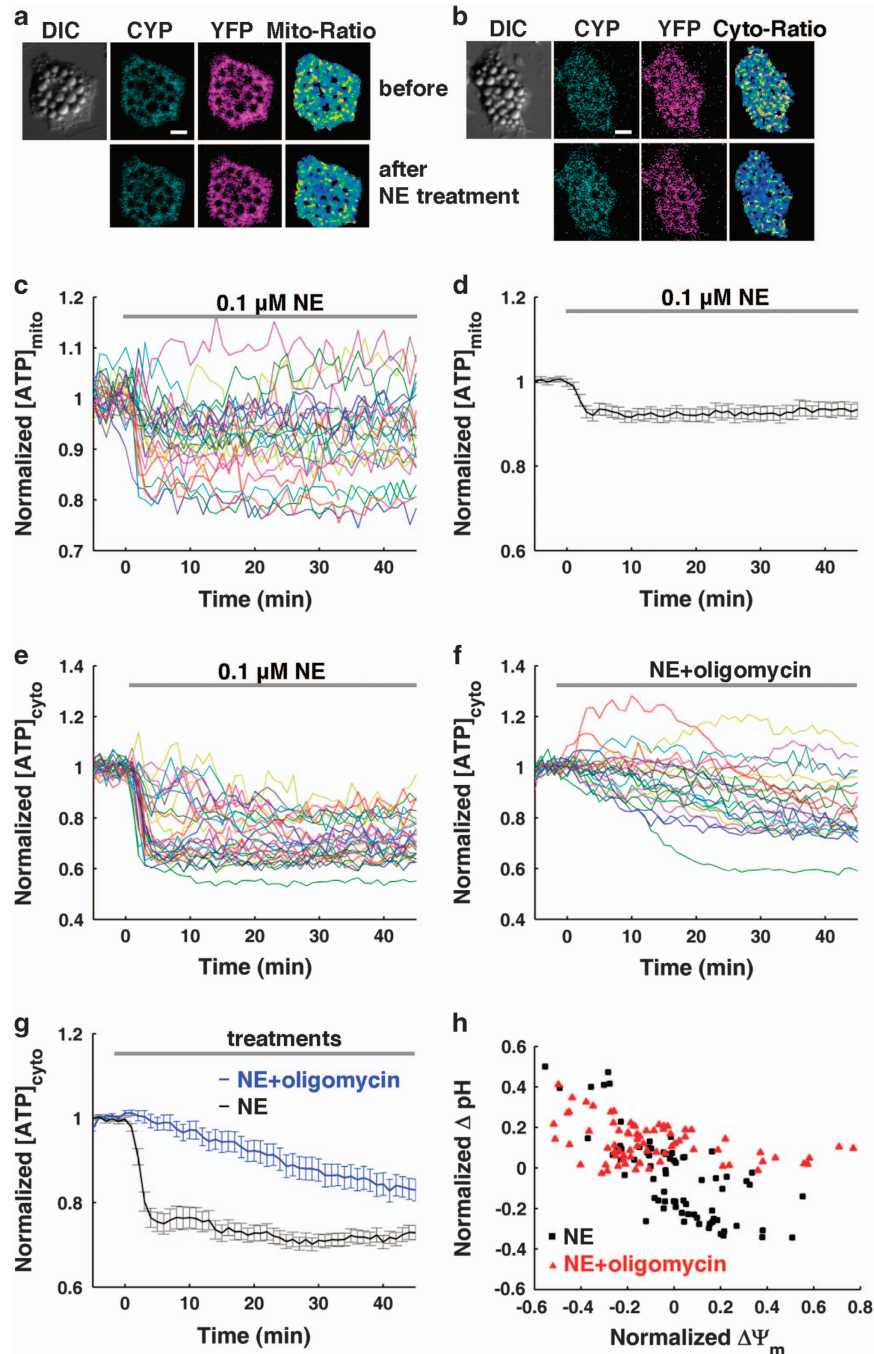 a
DIC CYP YFP Mito-Ratio
before
after
NE treatment
b
DIC CYP YFP Cyto-Ratio
c
0.1 µM NE
Normalized [ATP]mito
1.2
1.1
1
0.9
0.8
0.7
0 10 20 30 40
Time (min)
d
0.1 µM NE
Normalized [ATP]mito
1.2
1
0.8
0.6
0 10 20 30 40
Time (min)
e
0.1 µM NE
Normalized [ATP]cyto
1.4
1.2
1
0.8
0.6
0.4
0 10 20 30 40
Time (min)
f
NE+oligomycin
Normalized [ATP]cyto
1.4
1.2
1
0.8
0.6
0.4
0 10 20 30 40
Time (min)
g
treatments
NE+oligomycin
NE
Normalized [ATP]cyto
1.2
1
0.8
0.6
0 10 20 30 40
Time (min)
h
Normalized Δ pH
0.6
0.4
0.2
0
-0.2
-0.4
-0.6
NE
NE+oligomycin
-0.6 -0.4 -0.2 0 0.2 0.4 0.6 0.8
Normalized ΔΨm